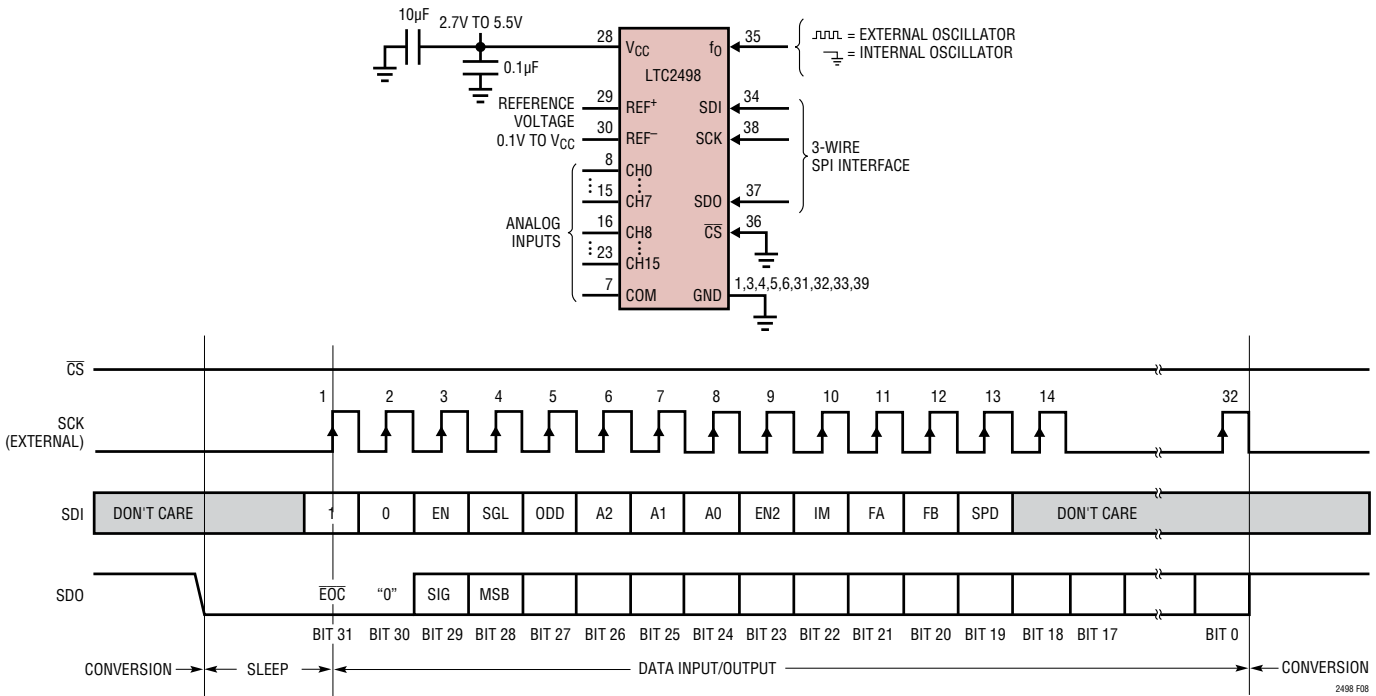 10µF
2.7V TO 5.5V
0.1µF
28
VCC
fO
35
= EXTERNAL OSCILLATOR
= INTERNAL OSCILLATOR
LTC2498
REFERENCE
VOLTAGE
0.1V TO VCC
29
REF+
30
REF–
SDI
34
SCK
38
3-WIRE
SPI INTERFACE
SDO
37
CS
36
ANALOG
INPUTS
8
CH0
15
CH7
16
CH8
23
CH15
7
COM
GND
1,3,4,5,6,31,32,33,39
CS
SCK
(EXTERNAL)
1 2 3 4 5 6 7 8 9 10 11 12 13 14 32
SDI DON'T CARE 1 0 EN SGL ODD A2 A1 A0 EN2 IM FA FB SPD DON'T CARE
SDO EOC "0" SIG MSB
BIT 31 BIT 30 BIT 29 BIT 28 BIT 27 BIT 26 BIT 25 BIT 24 BIT 23 BIT 22 BIT 21 BIT 20 BIT 19 BIT 18 BIT 17 BIT 0
CONVERSION SLEEP DATA INPUT/OUTPUT CONVERSION
2498 F08